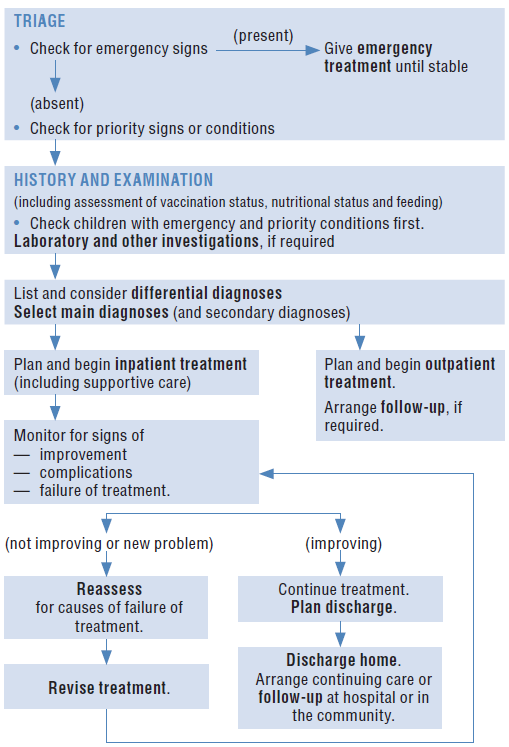 TRIAGE
• Check for emergency signs
(present)
Give emergency
treatment until stable
(absent)
• Check for priority signs or conditions
HISTORY AND EXAMINATION
(including assessment of vaccination status, nutritional status and feeding)
• Check children with emergency and priority conditions first.
Laboratory and other investigations, if required
List and consider differential diagnoses
Select main diagnoses (and secondary diagnoses)
Plan and begin inpatient treatment
(including supportive care)
Plan and begin outpatient
treatment.
Arrange follow-up, if
required.
Monitor for signs of
— improvement
— complications
— failure of treatment.
(not improving or new problem)
(improving)
Reassess
for causes of failure of
treatment.
Continue treatment.
Plan discharge.
Revise treatment.
Discharge home.
Arrange continuing care or
follow-up at hospital or in
the community.